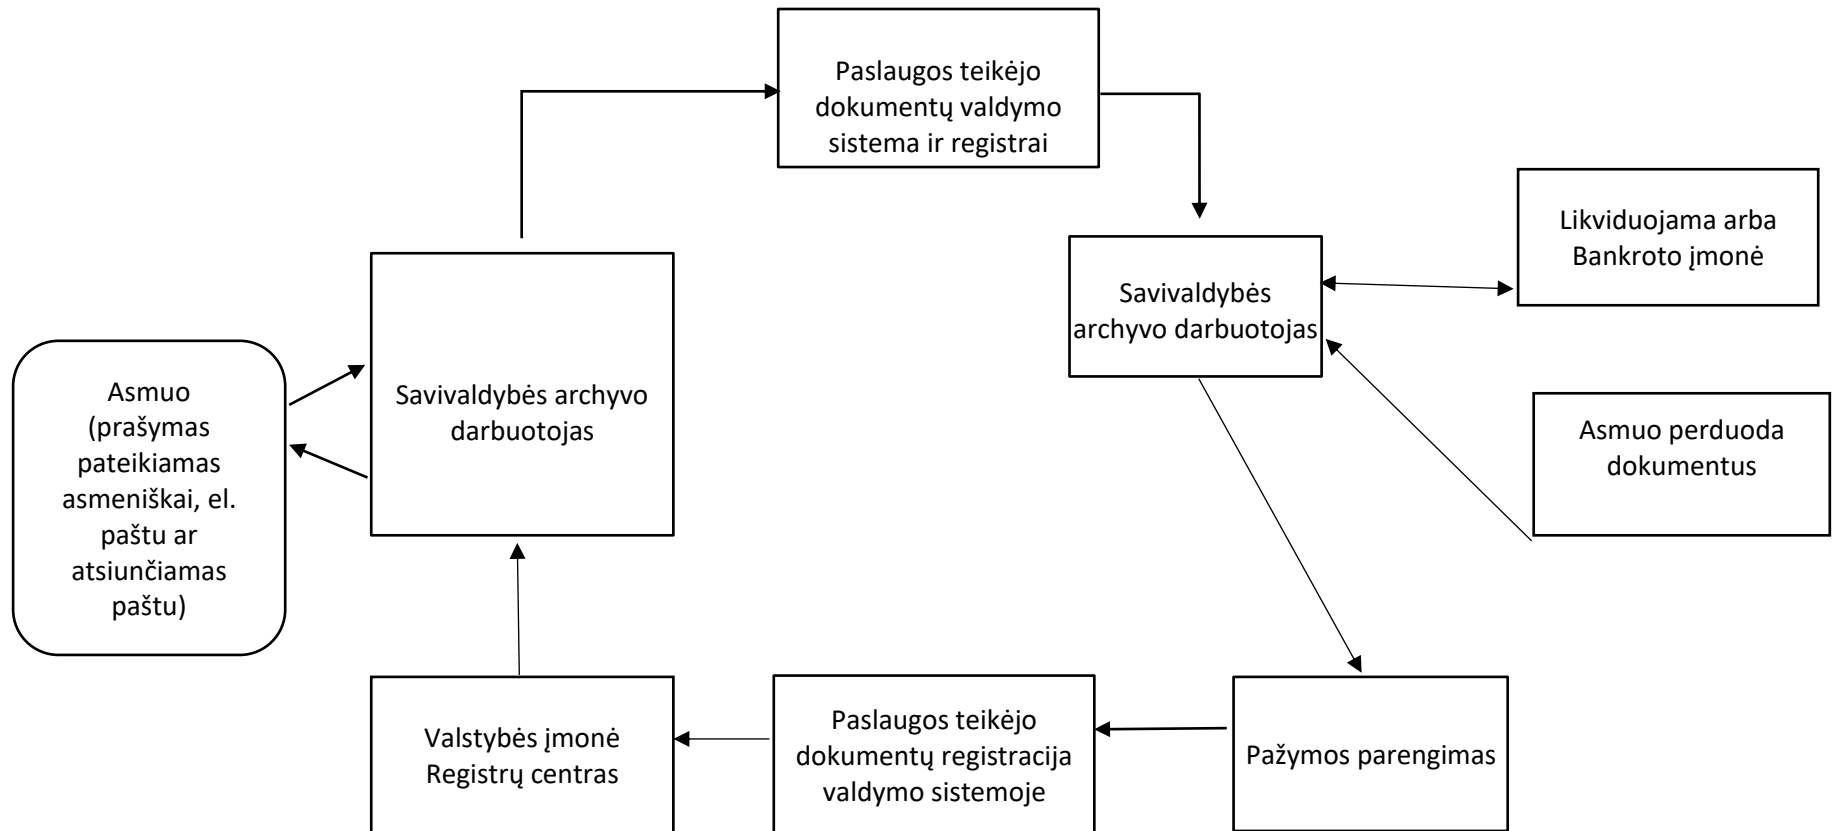 Paslaugos teikėjo
dokumentų valdymo
sistema ir registrai
Likviduojama arba
Bankroto įmonė
Savivaldybės
archyvo darbuotojas
Savivaldybės archyvo
darbuotojas
Asmuo
(prašymas
pateikiamas
asmeniškai, el.
paštu ar
atsiunčiamas
paštu)
Asmuo perduoda
dokumentus
Valstybės įmonė
Registrų centras
Paslaugos teikėjo
dokumentų registracija
valdymo sistemoje
Pažymos parengimas